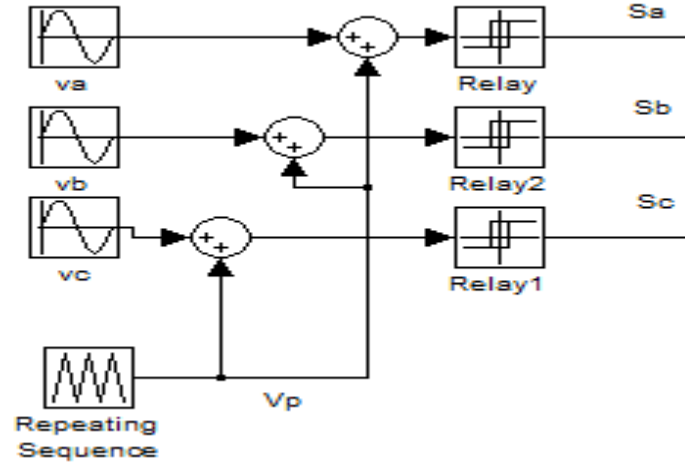 Sa
va
Relay
Sb
vb
Relay2
Sc
vc
Relay1
Vp
Repeating
Sequence